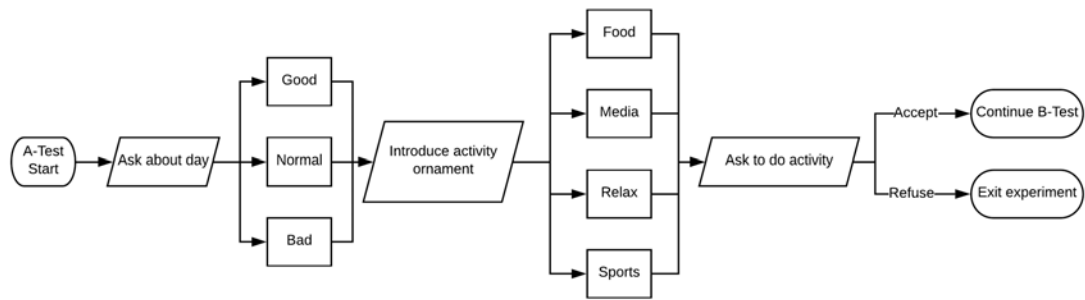 A-Test
Start
Ask about day
Good
Normal
Bad
Introduce activity
ornament
Food
Media
Relax
Sports
Ask to do activity
Accept
Refuse
Continue B-Test
Exit experiment